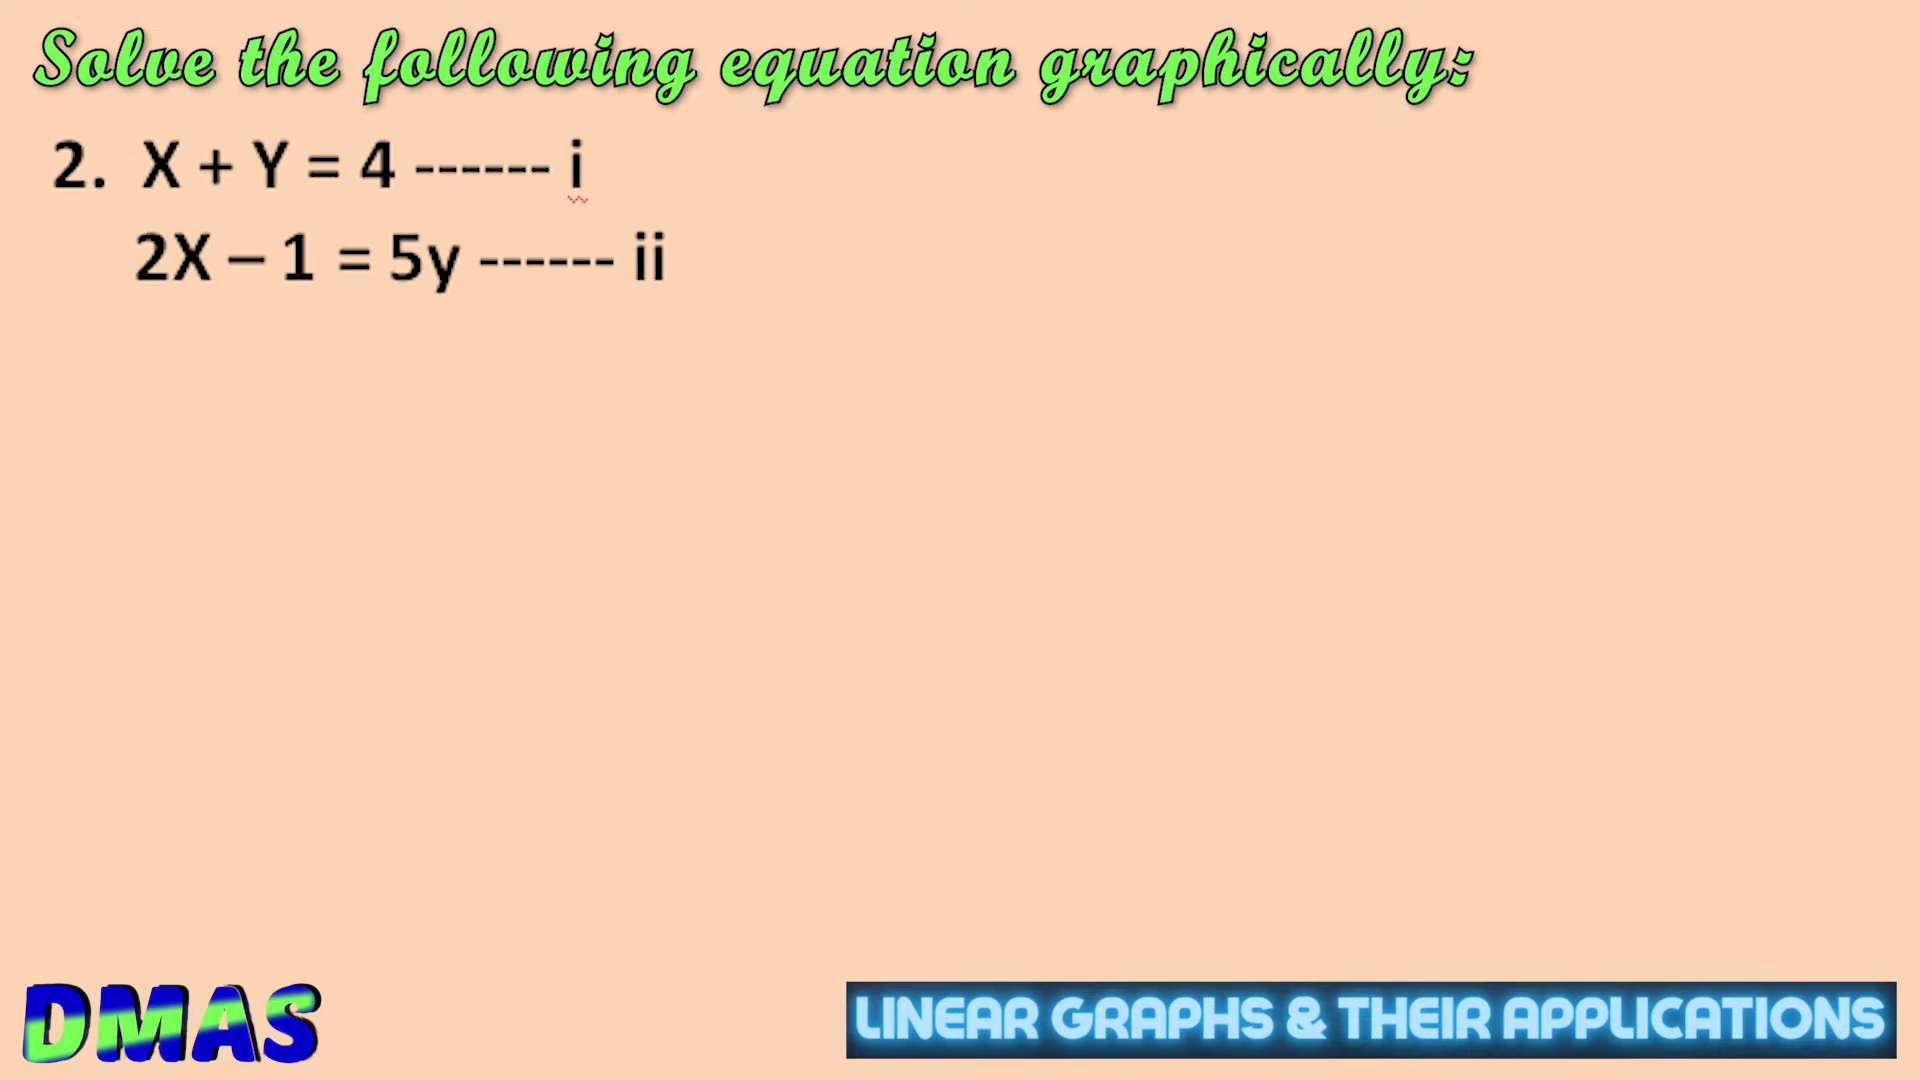 Solve the following equation graphically:
2. X + Y = 4 ------ i
2X – 1 = 5y ------ ii
DMAS
LINEAR GRAPHS & THEIR APPLICATIONS